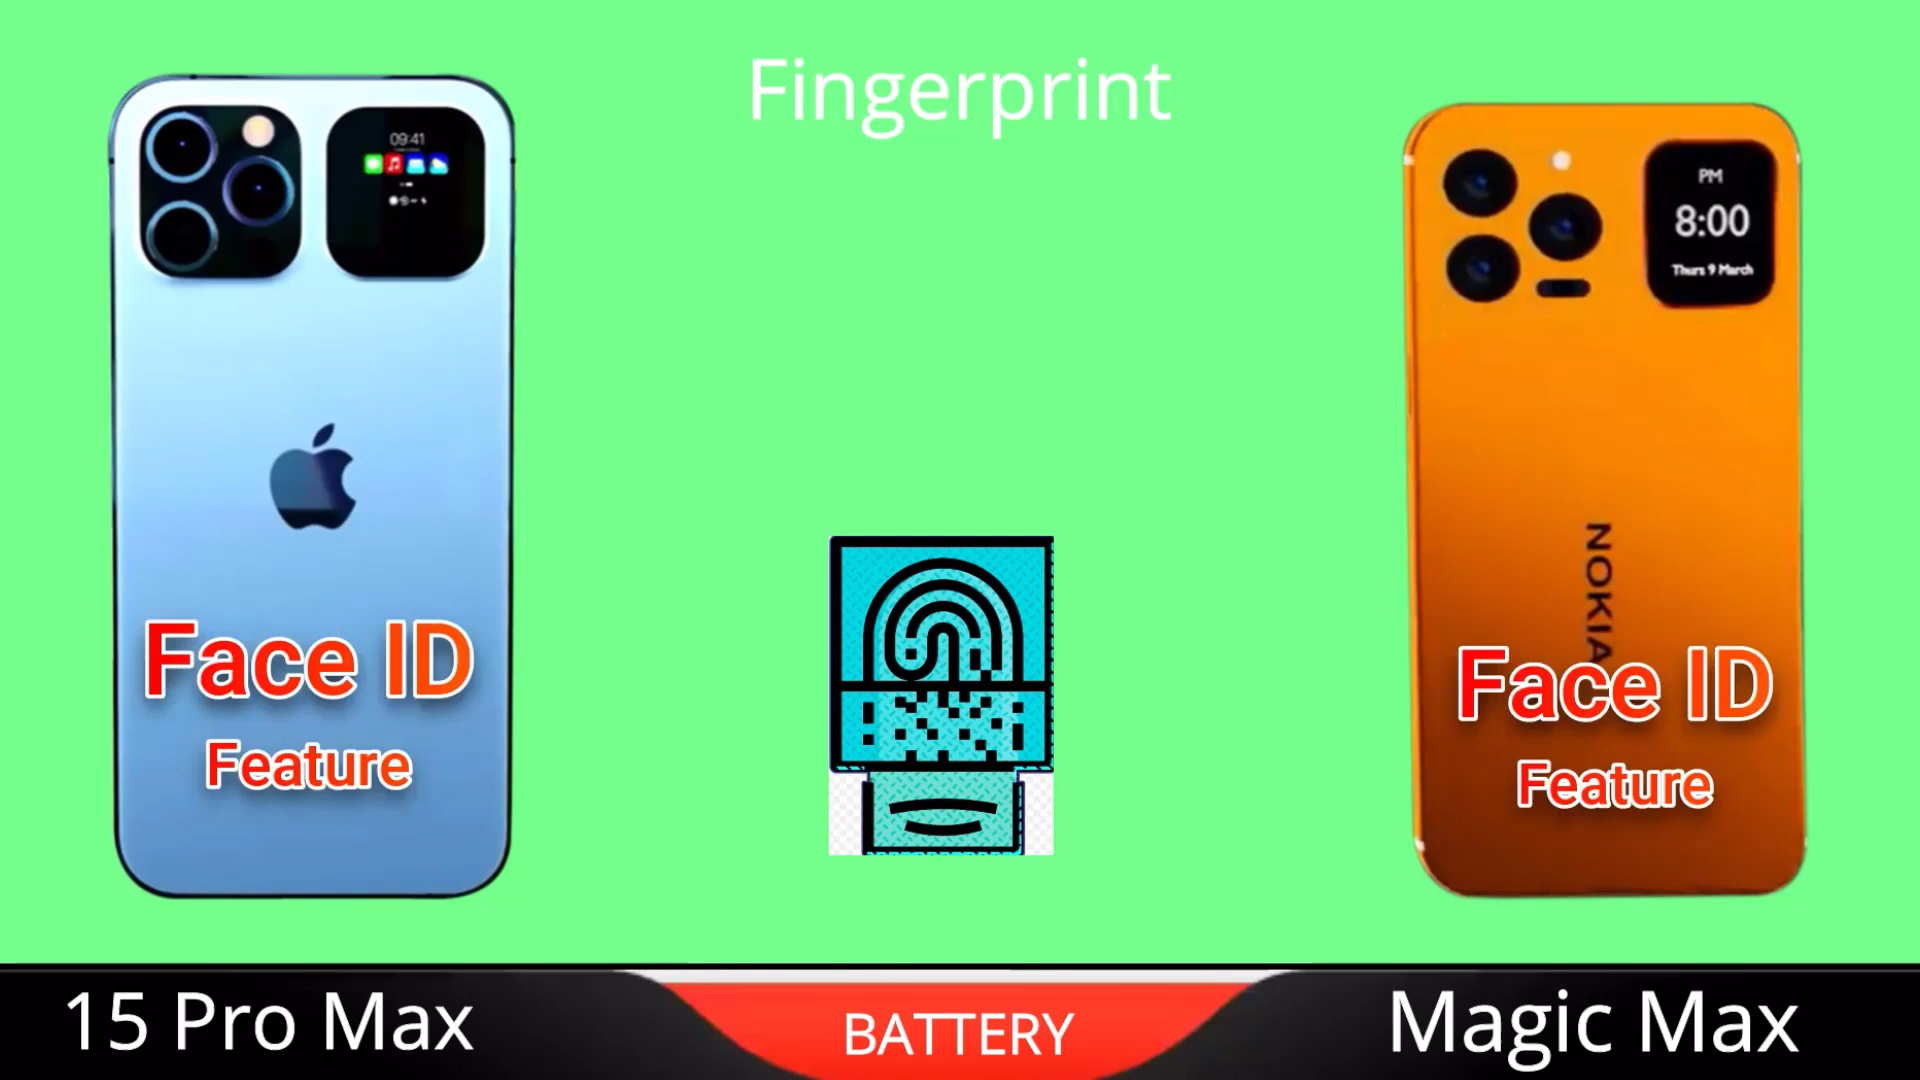 Fingerprint
09:41
PM
8:00
Thurs 9 March
NOKIA
Face ID
Feature
Face ID
Feature
15 Pro Max
BATTERY
Magic Max